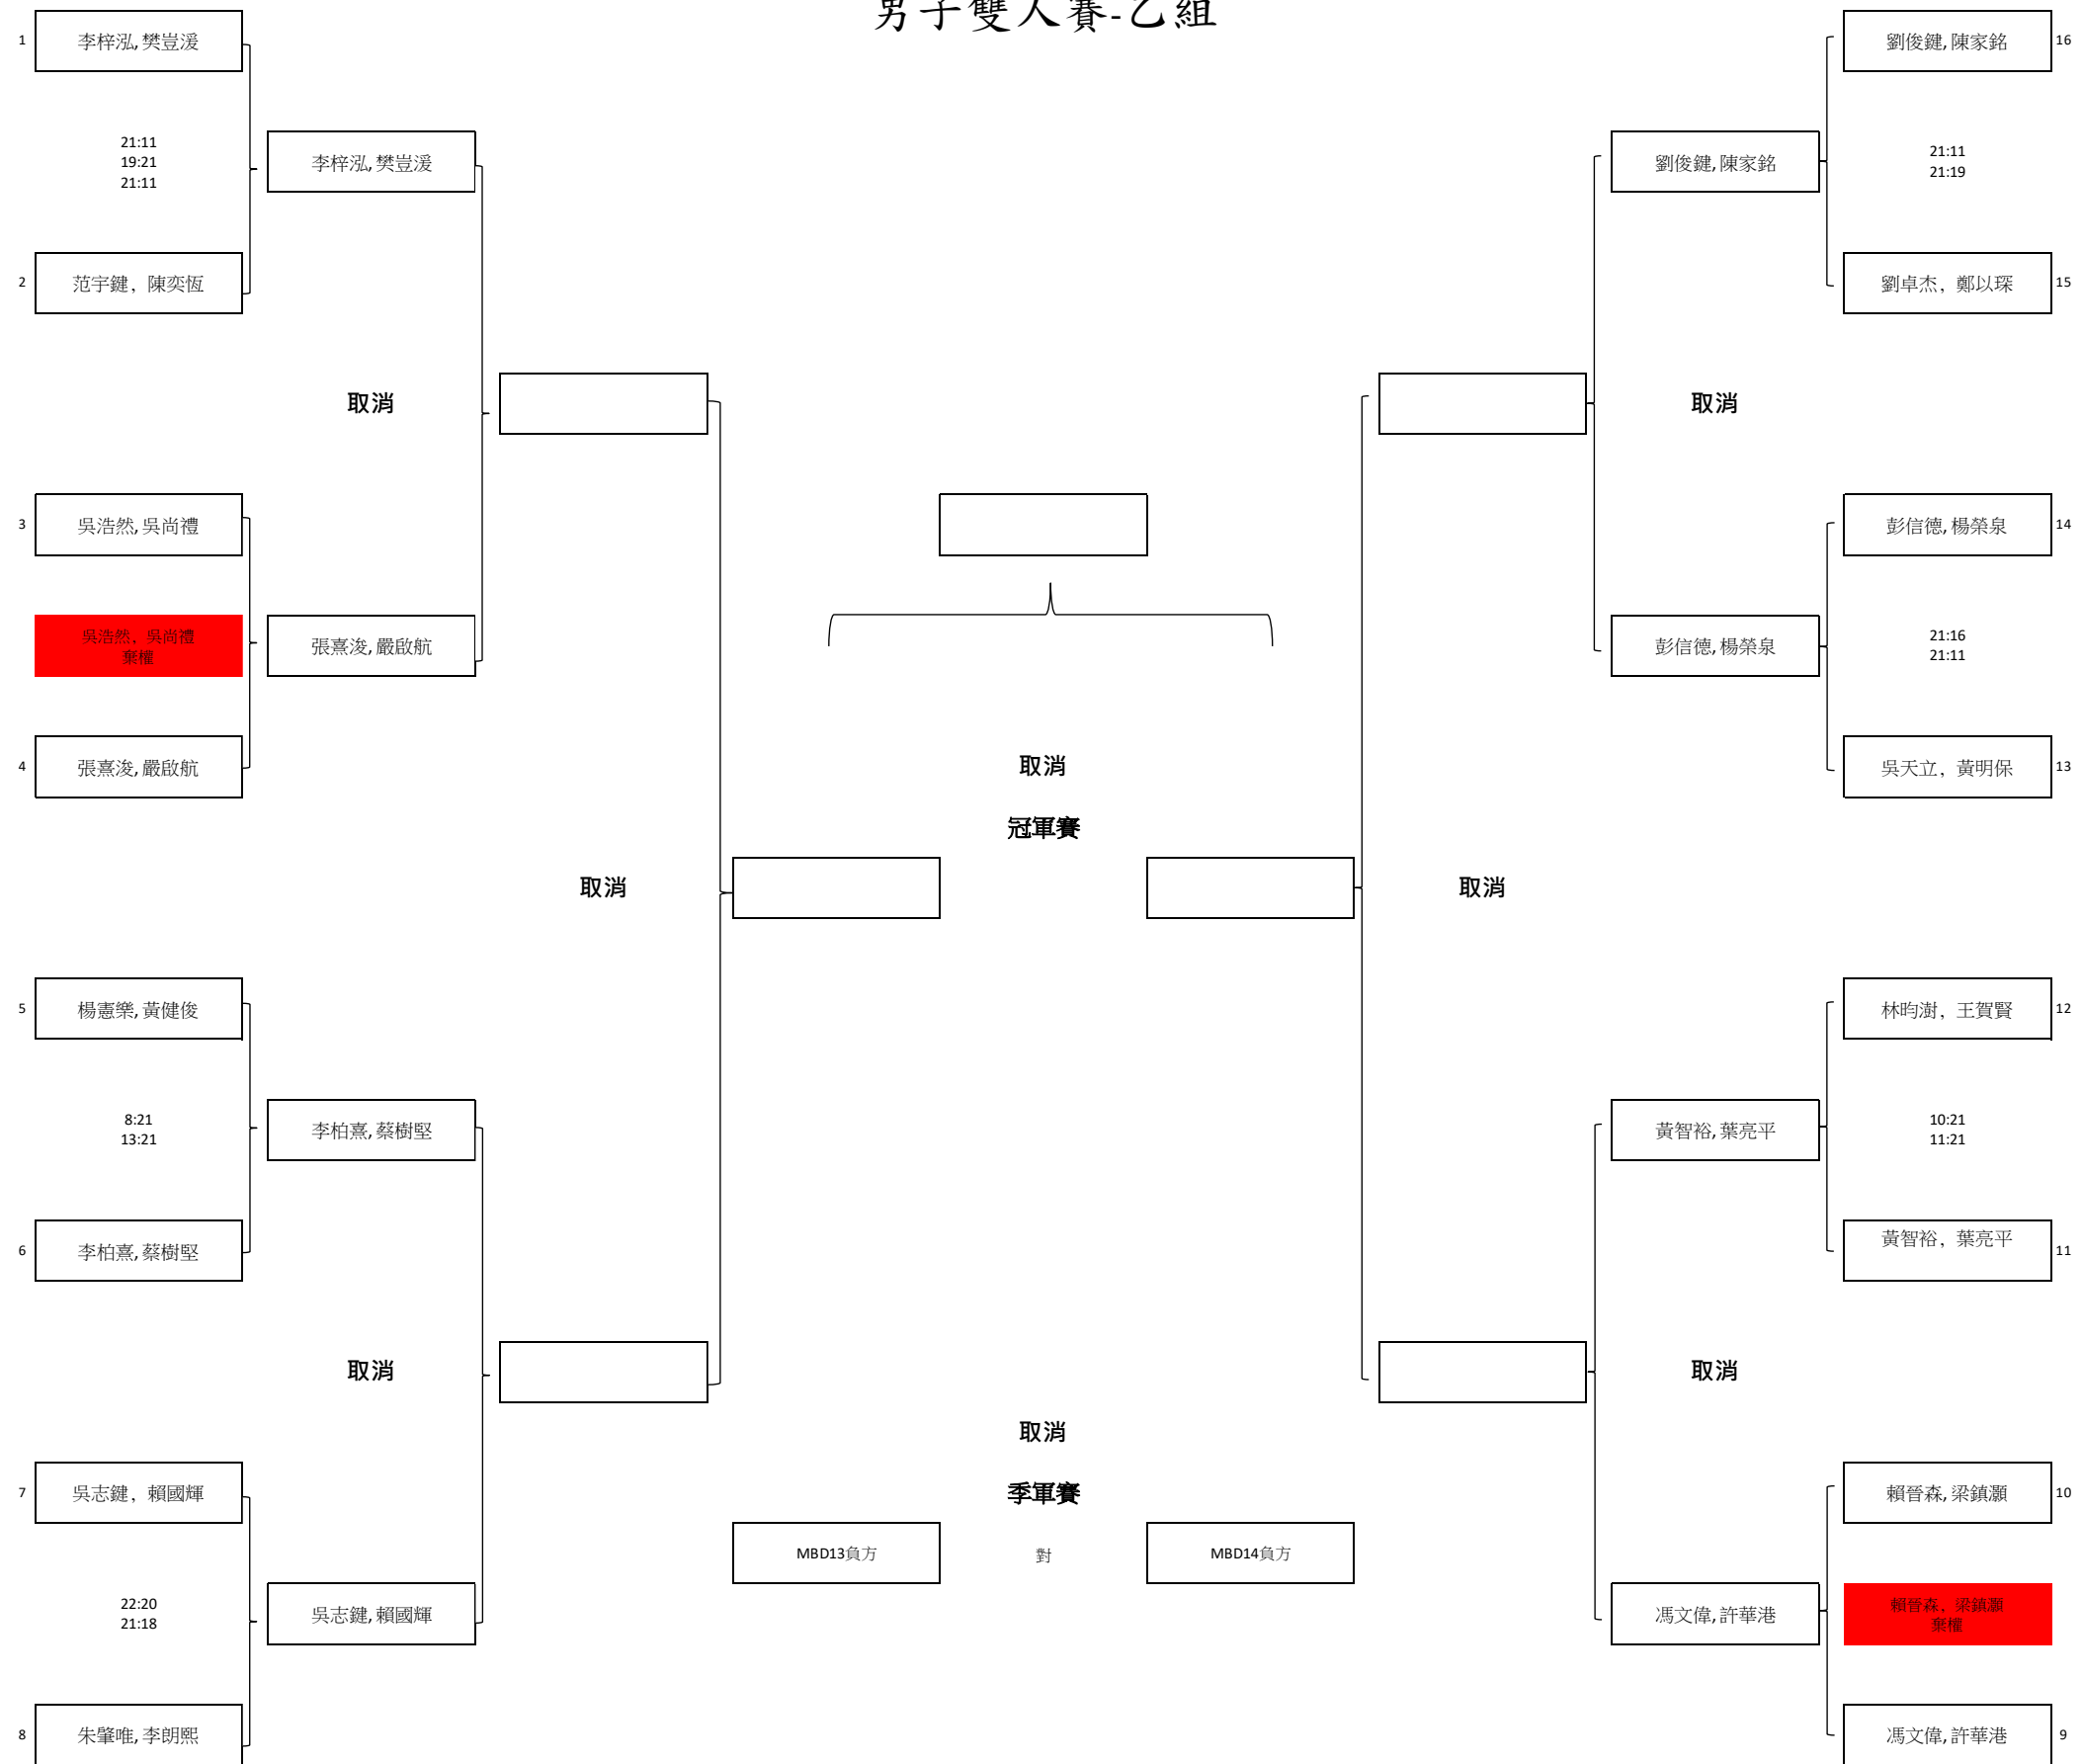 男子雙人賽-乙組
1
李梓泓, 樊豈湲
劉俊鍵, 陳家銘
16
21:11
19:21
21:11
李梓泓, 樊豈湲
劉俊鍵, 陳家銘
21:11
21:19
2
范宇鍵，陳奕恆
劉卓杰，鄭以琛
15
取消
取消
3
吳浩然, 吳尚禮
彭信德, 楊榮泉
14
吳浩然，吳尚禮
棄權
張熹浚, 嚴啟航
彭信德, 楊榮泉
21:16
21:11
4
張熹浚, 嚴啟航
取消
吳天立，黃明保
13
冠軍賽
取消
取消
5
楊憲樂, 黃健俊
林昀澍，王賀賢
12
8:21
13:21
李柏熹, 蔡樹堅
黃智裕, 葉亮平
10:21
11:21
6
李柏熹, 蔡樹堅
黃智裕，葉亮平
11
取消
取消
取消
7
吳志鍵，賴國輝
季軍賽
賴晉森, 梁鎮灝
10
MBD13負方
對
MBD14負方
22:20
21:18
吳志鍵, 賴國輝
馮文偉, 許華港
賴晉森，梁鎮灝
棄權
8
朱肇唯, 李朗熙
馮文偉, 許華港
9